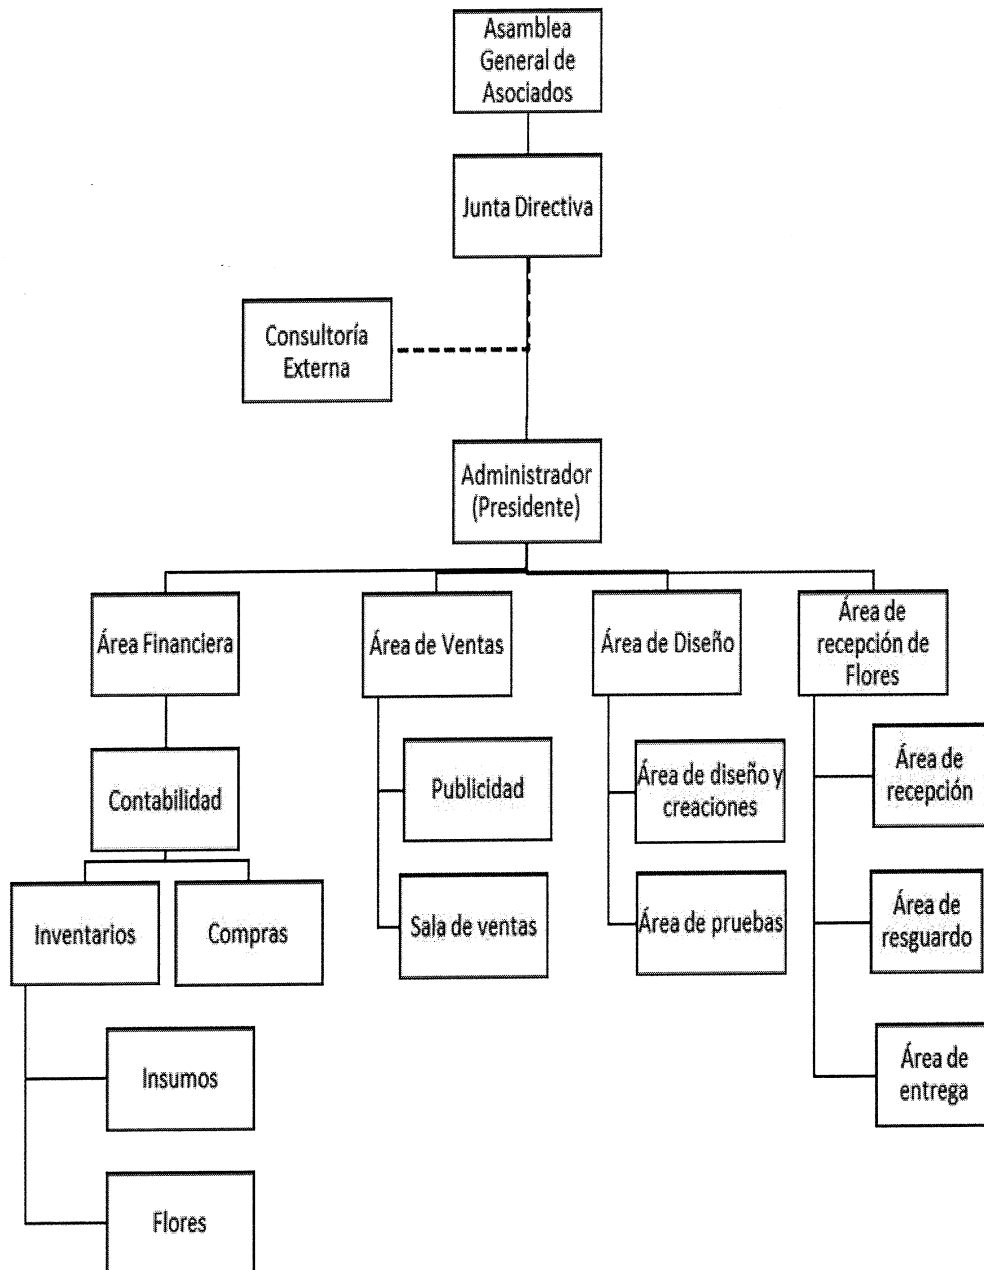 Asamblea
General de
Asociados
Junta Directiva
Consultoría
Externa
Administrador
(Presidente)
Área Financiera
Área de Ventas
Área de Diseño
Área de
recepción de
Flores
Contabilidad
Publicidad
Área de diseño y
creaciones
Área de
recepción
Inventarios
Compras
Sala de ventas
Área de pruebas
Área de
resguardo
Insumos
Área de
entrega
Flores